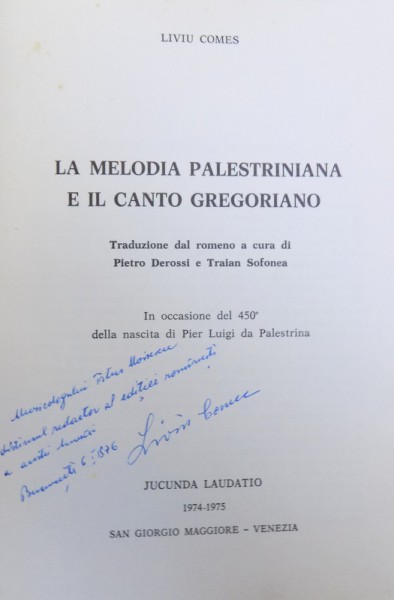 LIVIU COMES
LA MELODIA PALESTRINIANA
E IL CANTO GREGORIANO
Traduzione dal romeno a cura di
Pietro Derossi e Traian Sofonea
In occasione del 450°
della nascita di Pier Luigi da Palestrina
Muzicologului Titus Moisescu
distinsul redactor al ediției românești
a acestei lucrări
București 6.I.976
Liviu Comes
JUCUNDA LAUDATIO
1974-1975
SAN GIORGIO MAGGIORE - VENEZIA